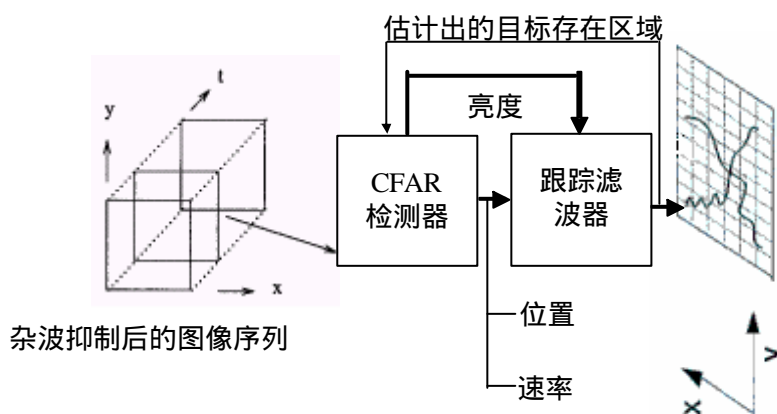 估计出的目标存在区域
t
y
亮度
CFAR
检测器
跟踪滤
波器
x
位置
杂波抑制后的图像序列
速率
y
x